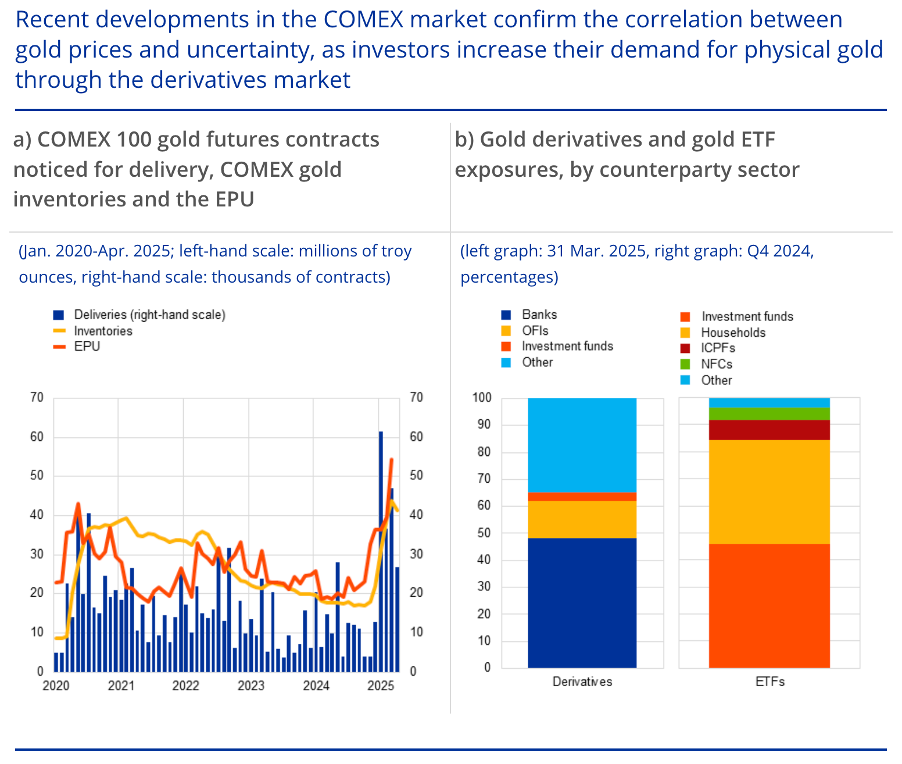 Recent developments in the COMEX market confirm the correlation between
gold prices and uncertainty, as investors increase their demand for physical gold
through the derivatives market
a) COMEX 100 gold futures contracts
noticed for delivery, COMEX gold
inventories and the EPU
(Jan. 2020-Apr. 2025; left-hand scale: millions of troy
ounces, right-hand scale: thousands of contracts)
Deliveries (right-hand scale)
Inventories
EPU
70
60
50
40
30
20
10
0
70
60
50
40
30
20
10
0
2020 2021 2022 2023 2024 2025
b) Gold derivatives and gold ETF
exposures, by counterparty sector
(left graph: 31 Mar. 2025, right graph: Q4 2024,
percentages)
Banks
OFIs
Investment funds
Other
Investment funds
Households
ICPFs
NFCs
Other
100
90
80
70
60
50
40
30
20
10
0
Derivatives
ETFs